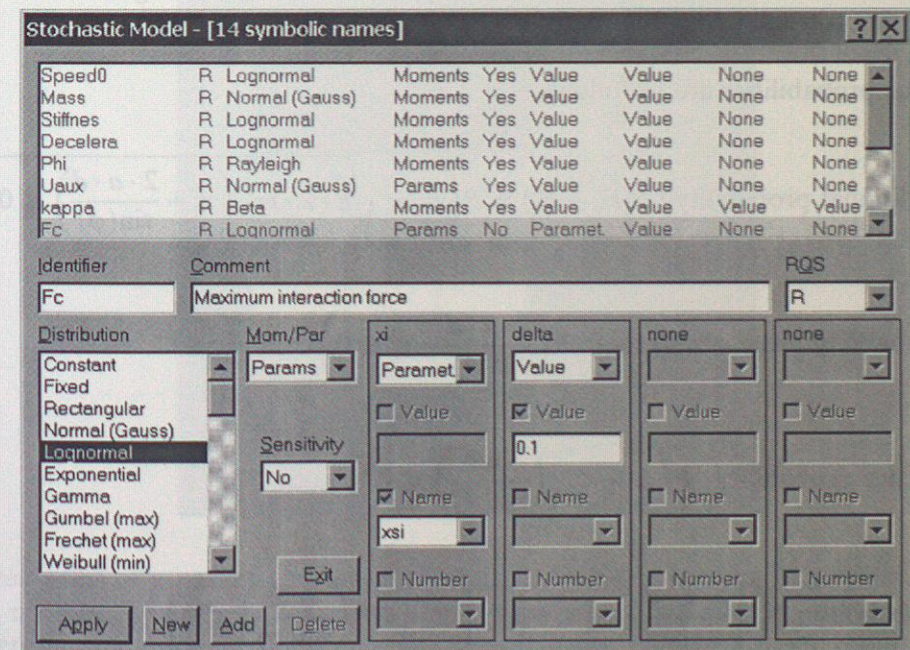 Stochastic Model - [14 symbolic names]
Speed0 R Lognormal Moments Yes Value Value None None
Mass R Normal (Gauss) Moments Yes Value Value None None
Stiffnes R Lognormal Moments Yes Value Value None None
Decelera R Lognormal Moments Yes Value Value None None
Phi R Rayleigh Moments Yes Value Value None None
Uaux R Normal (Gauss) Params Yes Value Value None None
kappa R Beta Moments Yes Value Value Value Value
Fc R Lognormal Params No Paramet. Value None None
Identifier Comment RQS
Fc Maximum interaction force R
Distribution Mom/Par xi delta none none
Constant Params Paramet. Value
Fixed
Rectangular Value Value Value Value
Normal (Gauss)
Lognormal Sensitivity 0.1
Exponential No
Gamma Name Name Name Name
Gumbel (max)
Frechet (max) xsi
Weibull (min)
Exit Number Number Number Number
Apply New Add Delete